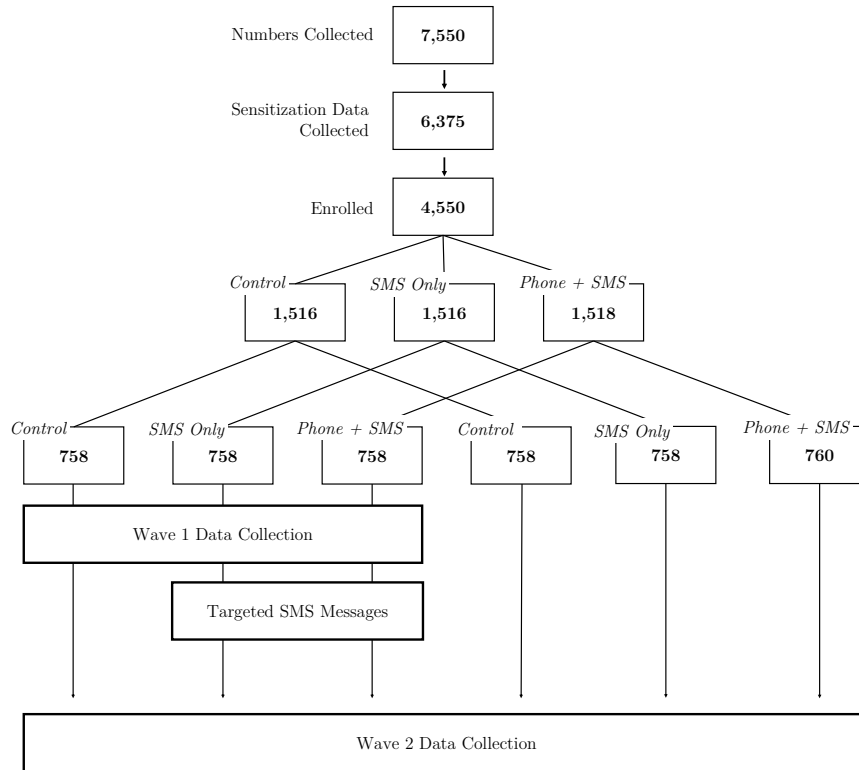 Numbers Collected
7,550
Sensitization Data
Collected
6,375
Enrolled
4,550
Control
SMS Only
Phone + SMS
1,516
1,516
1,518
Control
SMS Only
Phone + SMS
Control
SMS Only
Phone + SMS
758
758
758
758
758
760
Wave 1 Data Collection
Targeted SMS Messages
Wave 2 Data Collection